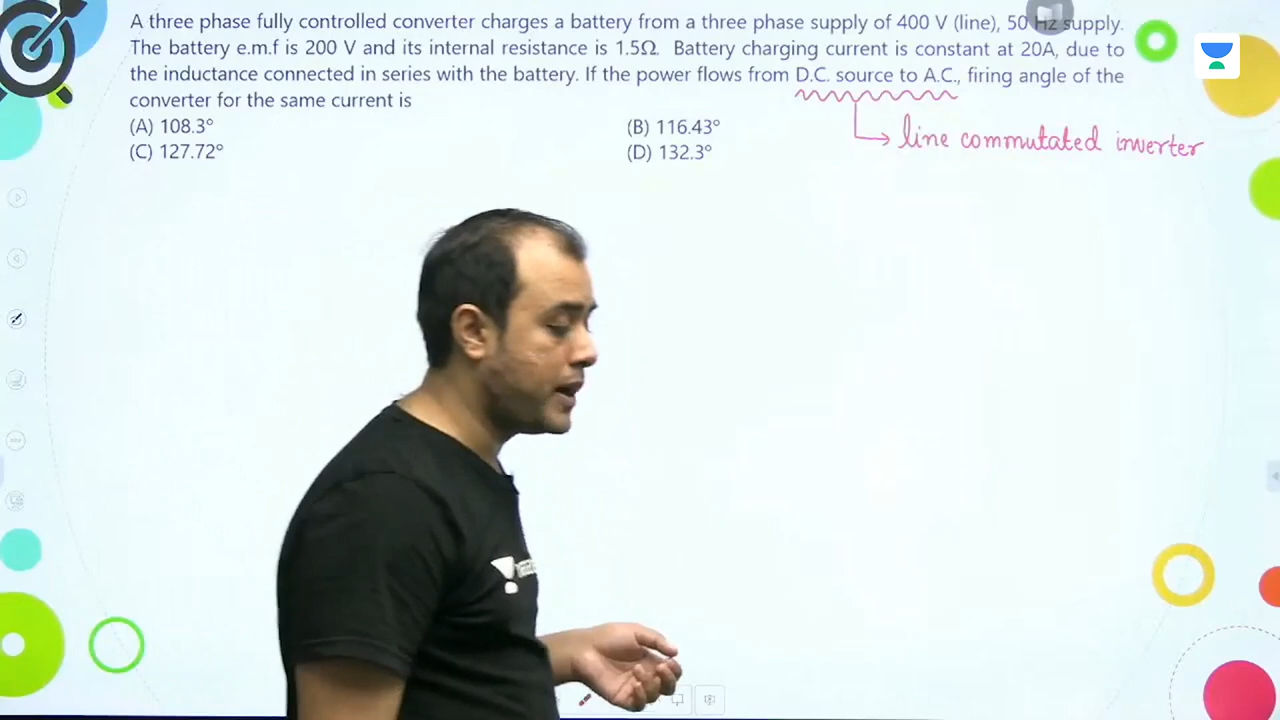 A three phase fully controlled converter charges a battery from a three phase supply of 400 V (line), 50 Hz supply.
The battery e.m.f is 200 V and its internal resistance is 1.5Ω. Battery charging current is constant at 20A, due to
the inductance connected in series with the battery. If the power flows from D.C. source to A.C., firing angle of the
converter for the same current is
(A) 108.3° (B) 116.43°
(C) 127.72° (D) 132.3°
line commutated inverter